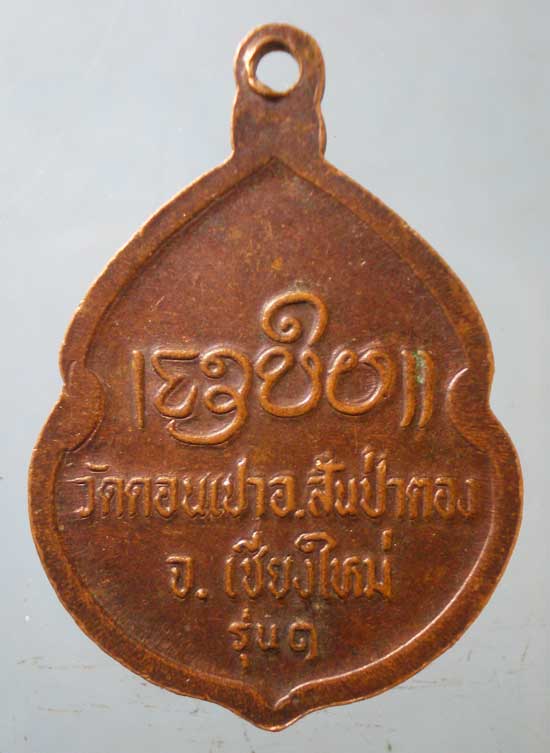 วัดดอนเปา อ.สันป่าตอง
จ. เชียงใหม่
รุ่น ๑